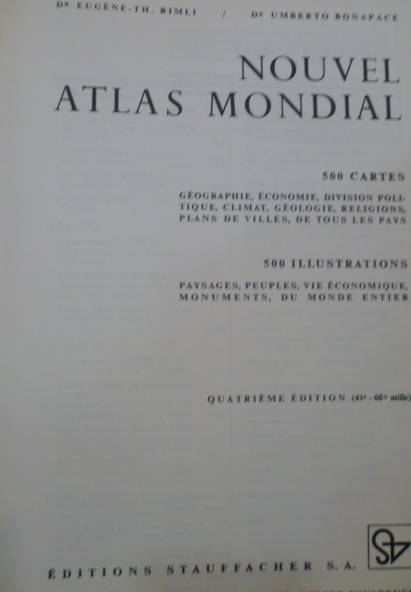 Dr EUGÈNE-TH. RIMLI / Dr UMBERTO BONAPACE
NOUVEL
ATLAS MONDIAL
500 CARTES
GÉOGRAPHIE, ÉCONOMIE, DIVISION POLI-
TIQUE, CLIMAT, GÉOLOGIE, RELIGIONS,
PLANS DE VILLES, DE TOUS LES PAYS
500 ILLUSTRATIONS
PAYSAGES, PEUPLES, VIE ÉCONOMIQUE,
MONUMENTS, DU MONDE ENTIER
QUATRIÈME ÉDITION (41e - 60e mille)
ÉDITIONS STAUFFACHER S. A.